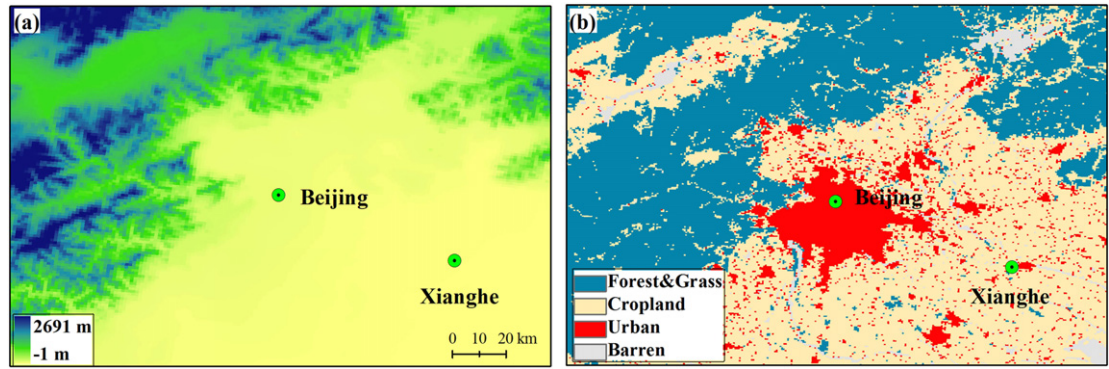 (a)
Beijing
Xianghe
2691 m
-1 m
0 10 20 km
(b)
Beijing
Xianghe
Forest&Grass
Cropland
Urban
Barren